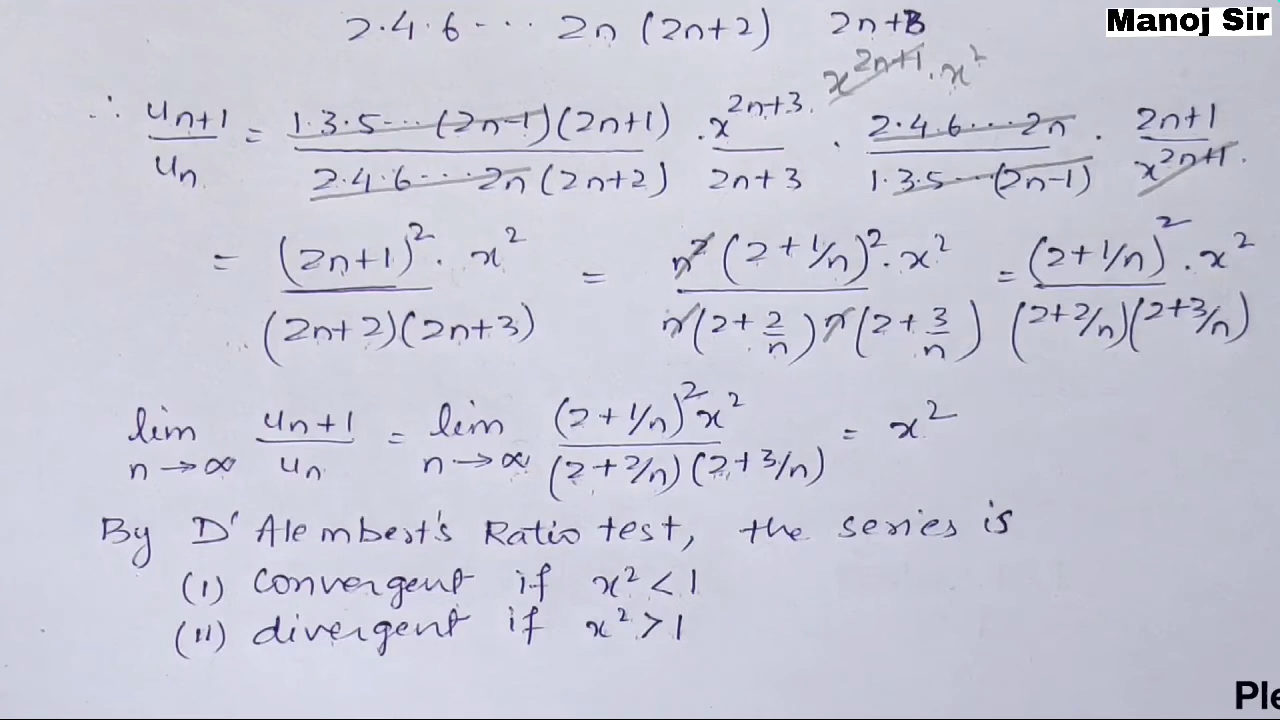 Manoj Sir
2·4·6··· 2n (2n+2) 2n+3
x^{2n+1}·x^2
∴ u_{n+1}/u_n = 1·3·5···(2n-1)(2n+1) / 2·4·6···2n(2n+2) · x^{2n+3}/2n+3 · 2·4·6···2n / 1·3·5···(2n-1) · 2n+1 / x^{2n+1}.
= (2n+1)^2·x^2 / (2n+2)(2n+3) = n^2(2+1/n)^2·x^2 / n(2+2/n)n(2+3/n) = (2+1/n)^2·x^2 / (2+2/n)(2+3/n)
lim n→∞ u_{n+1}/u_n = lim n→∞ (2+1/n)^2 x^2 / (2+2/n)(2+3/n) = x^2
By D'Alembert's Ratio test, the series is
(I) convergent if x^2 < 1
(II) divergent if x^2 > 1
Ple